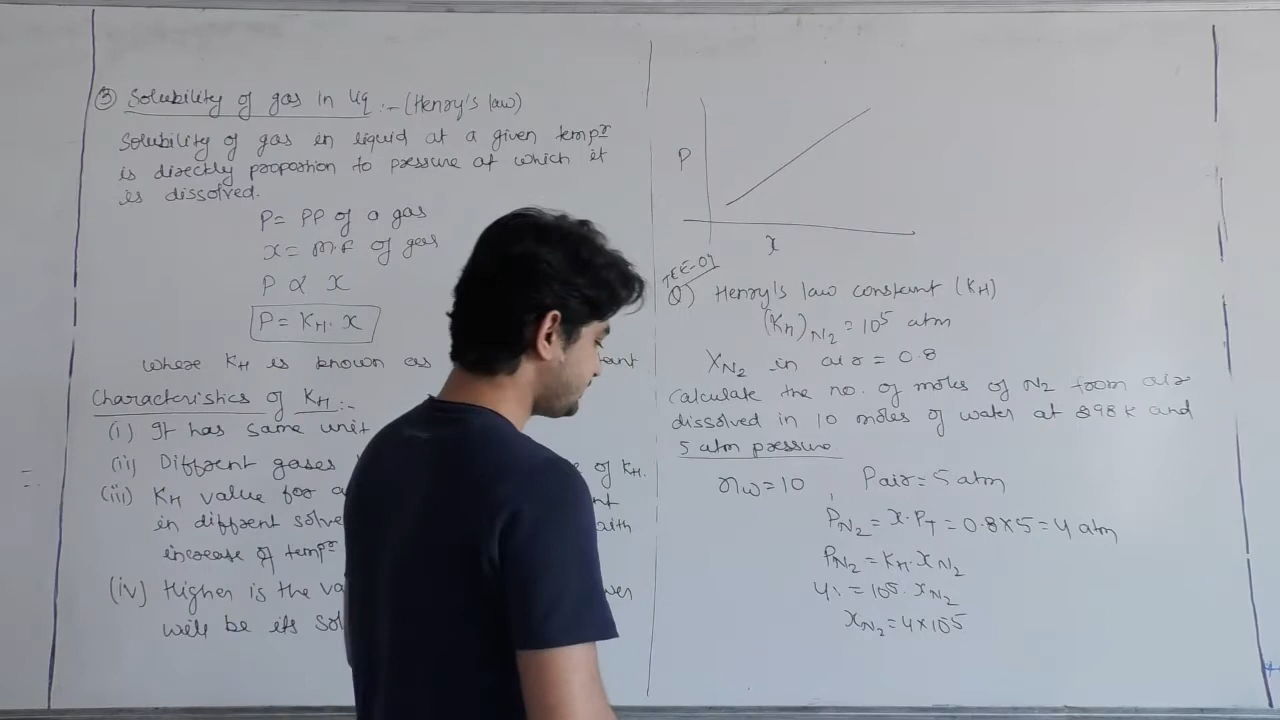 ③ Solubility of gas in liq :- (Henry's law)
Solubility of gas in liquid at a given tempr
is directly proportion to pressure at which it
is dissolved.
P = PP of a gas
x = m.f of gas
P α x
P = KH. x
where KH is known as
Characteristics of KH :-
(i) It has same unit
(ii) Diffrent gases
of KH.
(iii) KH value for a
in diffrent solve
with
increase of tempr
(iv) Higher is the va
will be its sol
P
x
JEE-09
Q) Henry's law constant (KH)
(KH)N2 = 10^5 atm
XN2 in air = 0.8
Calculate the no. of moles of N2 from air
dissolved in 10 moles of water at 298 K and
5 atm pressure
nw = 10 , Pair = 5 atm
PN2 = x. PT = 0.8 x 5 = 4 atm
PN2 = KH. xN2
4 = 10^5. xN2
xN2 = 4 x 10^-5